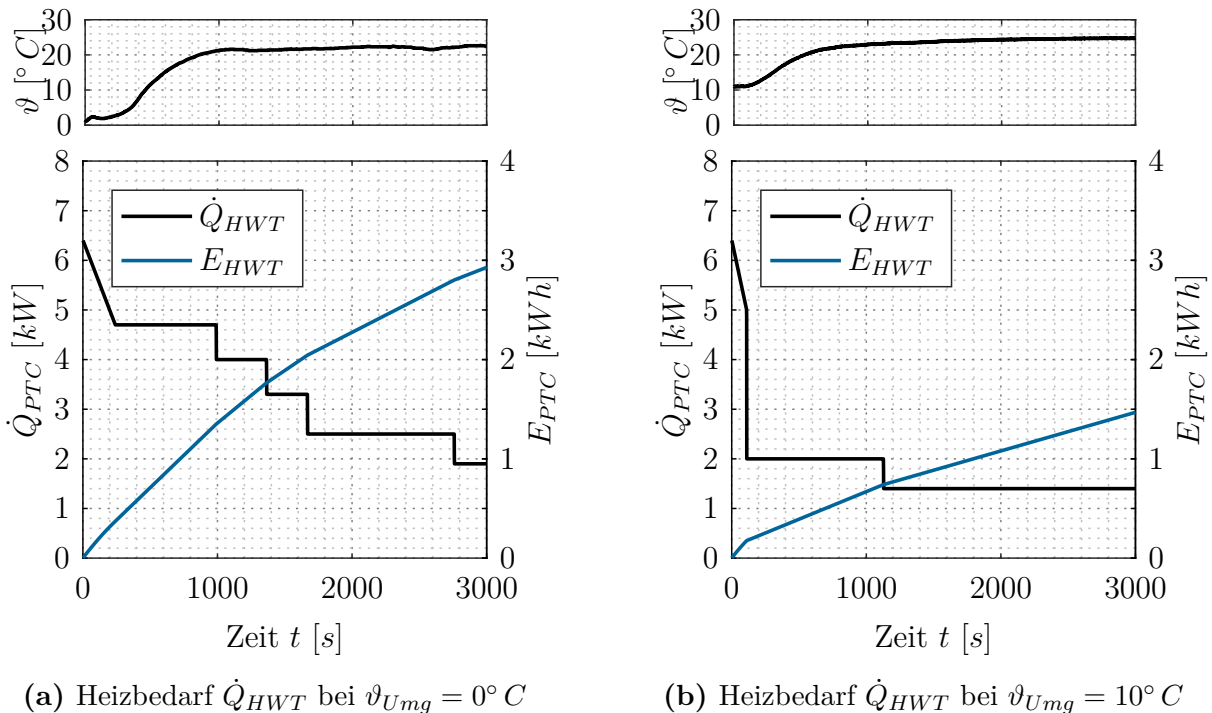 30
20
10
0
ϑ [° C]
8
7
6
5
4
3
2
1
0
Q̇_PTC [kW]
Q̇_HWT
E_HWT
4
3
2
1
0
E_PTC [kWh]
0 1000 2000 3000
Zeit t [s]
(a) Heizbedarf Q̇_HWT bei ϑ_Umg = 0° C
30
20
10
0
ϑ [° C]
8
7
6
5
4
3
2
1
0
Q̇_PTC [kW]
Q̇_HWT
E_HWT
4
3
2
1
0
E_PTC [kWh]
0 1000 2000 3000
Zeit t [s]
(b) Heizbedarf Q̇_HWT bei ϑ_Umg = 10° C